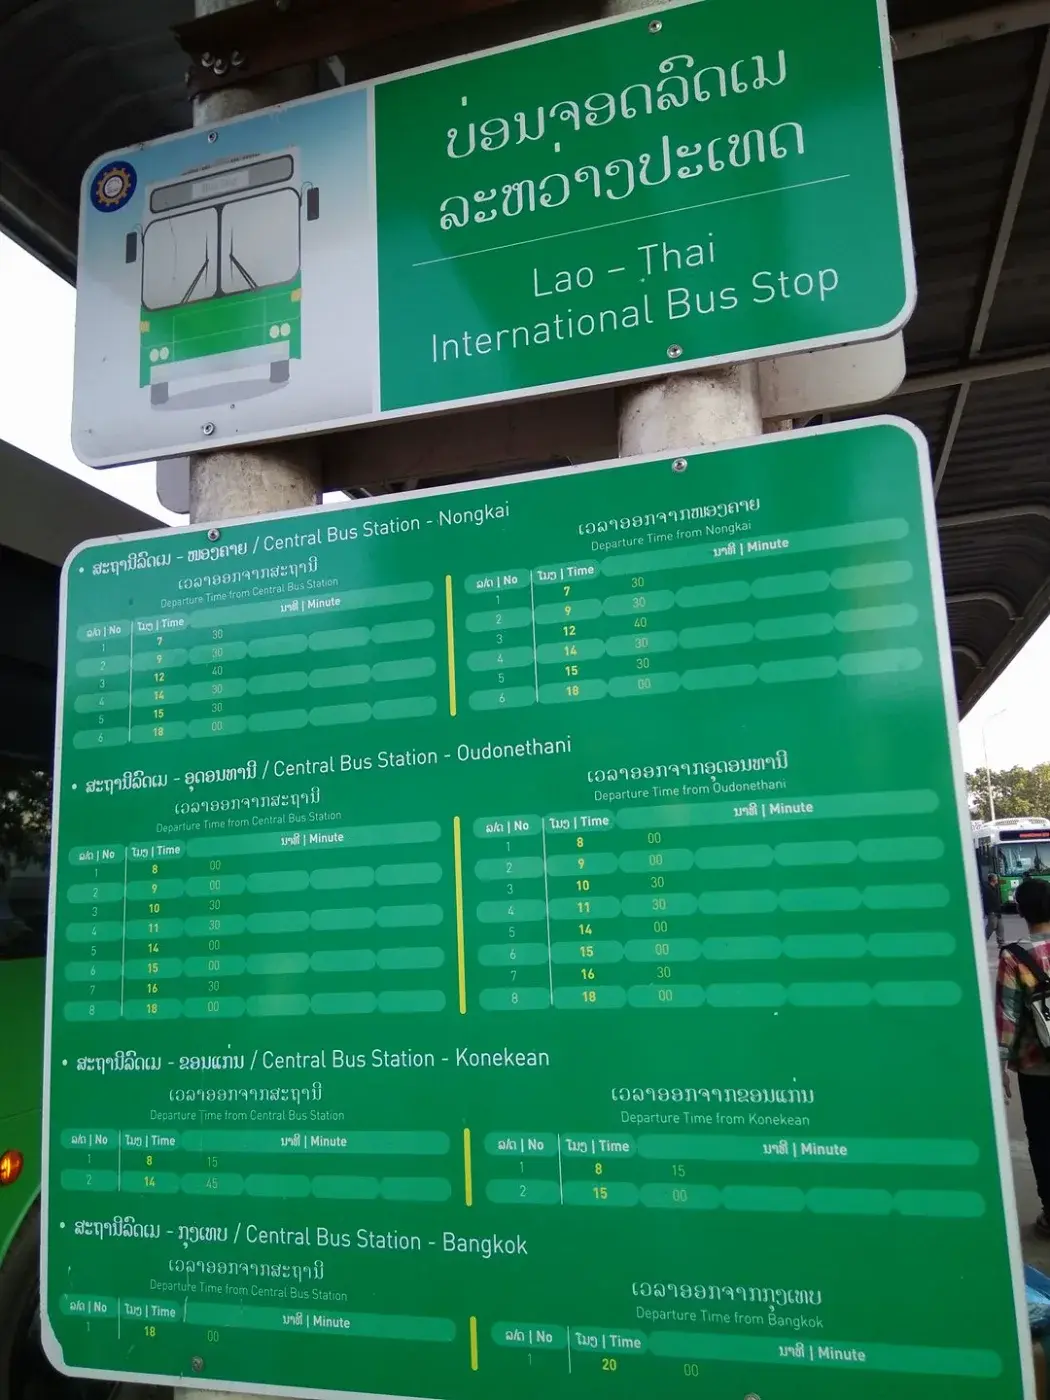 ບ່ອນຈອດລົດເມ
ລະຫວ່າງປະເທດ
Lao – Thai
International Bus Stop
• ສະຖານີລົດເມ - ໜອງຄາຍ / Central Bus Station - Nongkai
ເວລາອອກຈາກສະຖານີ
Departure Time from Central Bus Station
ລ/ດ | No ໂມງ | Time ນາທີ | Minute
1 7 30
2 9 30
3 12 40
4 14 30
5 15 30
6 18 00
ເວລາອອກຈາກໜອງຄາຍ
Departure Time from Nongkai
ລ/ດ | No ໂມງ | Time ນາທີ | Minute
1 7 30
2 9 30
3 12 40
4 14 30
5 15 30
6 18 00
• ສະຖານີລົດເມ - ອຸດອນທານີ / Central Bus Station - Oudonethani
ເວລາອອກຈາກສະຖານີ
Departure Time from Central Bus Station
ລ/ດ | No ໂມງ | Time ນາທີ | Minute
1 8 00
2 9 00
3 10 30
4 11 30
5 14 00
6 15 00
7 16 30
8 18 00
ເວລາອອກຈາກອຸດອນທານີ
Departure Time from Oudonethani
ລ/ດ | No ໂມງ | Time ນາທີ | Minute
1 8 00
2 9 00
3 10 30
4 11 30
5 14 00
6 15 00
7 16 30
8 18 00
• ສະຖານີລົດເມ - ຂອນແກ່ນ / Central Bus Station - Konekean
ເວລາອອກຈາກສະຖານີ
Departure Time from Central Bus Station
ລ/ດ | No ໂມງ | Time ນາທີ | Minute
1 8 15
2 14 45
ເວລາອອກຈາກຂອນແກ່ນ
Departure Time from Konekean
ລ/ດ | No ໂມງ | Time ນາທີ | Minute
1 8 15
2 15 00
• ສະຖານີລົດເມ - ກຸງເທບ / Central Bus Station - Bangkok
ເວລາອອກຈາກສະຖານີ
Departure Time from Central Bus Station
ລ/ດ | No ໂມງ | Time ນາທີ | Minute
1 18 00
ເວລາອອກຈາກກຸງເທບ
Departure Time from Bangkok
ລ/ດ | No ໂມງ | Time ນາທີ | Minute
1 20 00